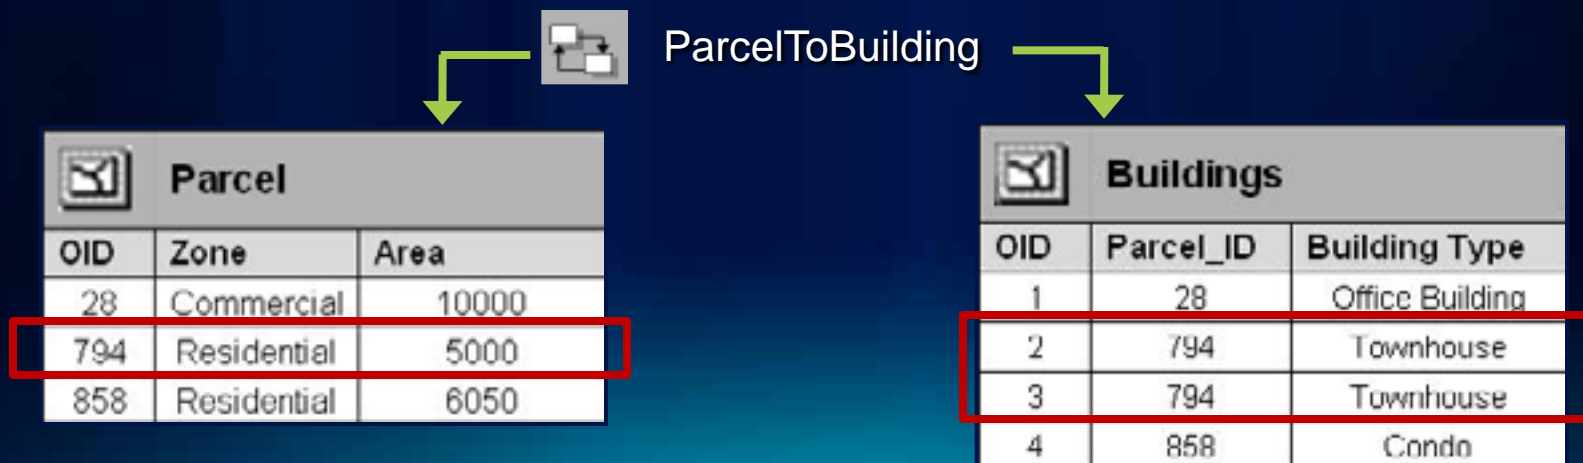 ParcelToBuilding
Parcel
OID Zone Area
28 Commercial 10000
794 Residential 5000
858 Residential 6050
Buildings
OID Parcel_ID Building Type
1 28 Office Building
2 794 Townhouse
3 794 Townhouse
4 858 Condo